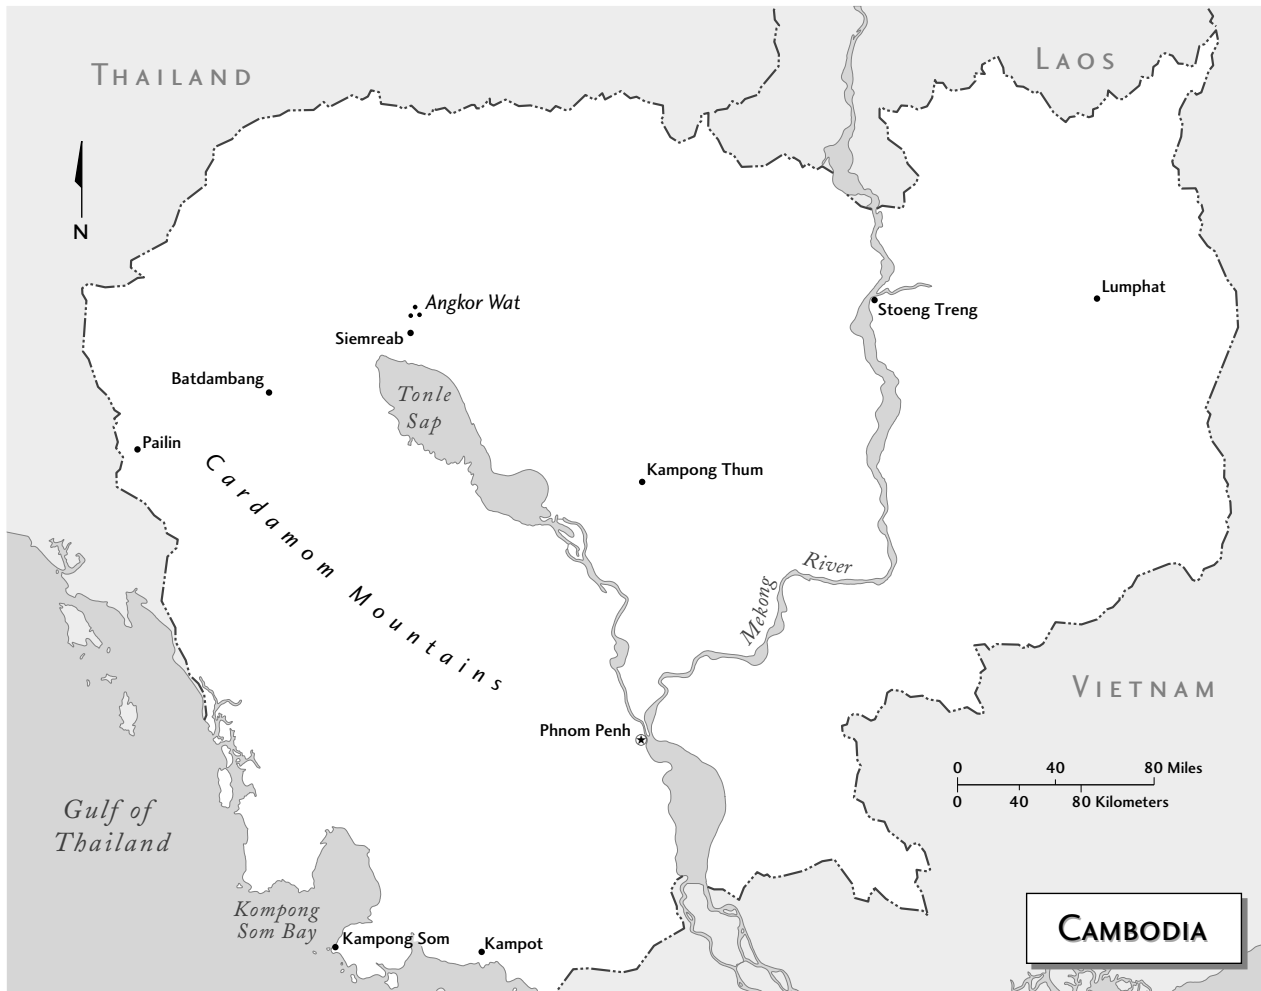 THAILAND
LAOS
N
Angkor Wat
Siemreab
Stoeng Treng
Lumphat
Batdambang
Tonle
Sap
Pailin
Kampong Thum
Cardamom Mountains
Mekong River
Phnom Penh
VIETNAM
0 40 80 Miles
0 40 80 Kilometers
Gulf of
Thailand
Kompong
Som Bay
Kampong Som
Kampot
CAMBODIA